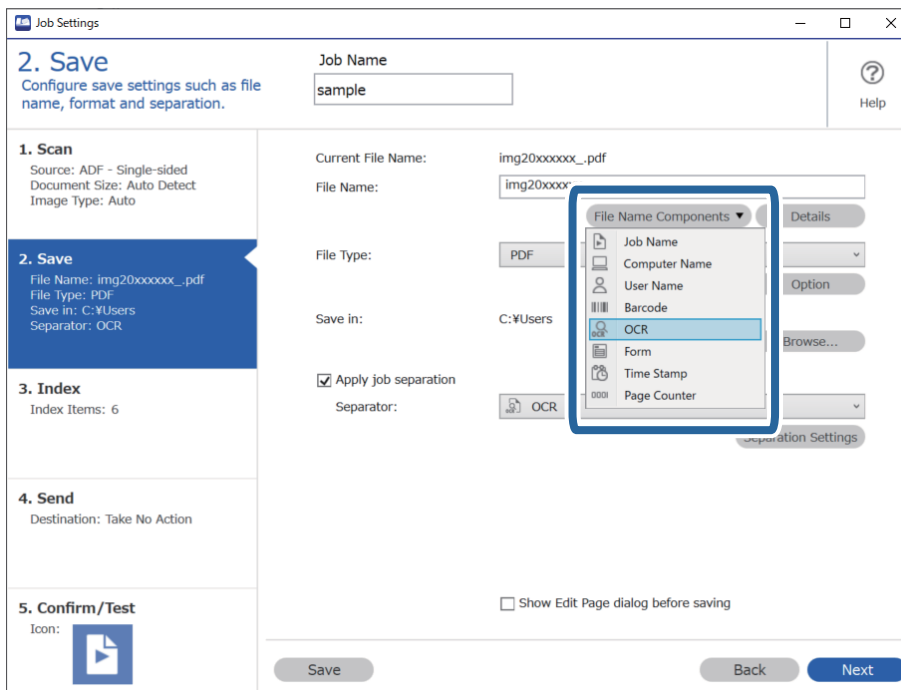 Job Settings
2. Save
Configure save settings such as file
name, format and separation.
Job Name
sample
Help
1. Scan
Source: ADF - Single-sided
Document Size: Auto Detect
Image Type: Auto
2. Save
File Name: img20xxxxxx_.pdf
File Type: PDF
Save in: C:¥Users
Separator: OCR
3. Index
Index Items: 6
4. Send
Destination: Take No Action
5. Confirm/Test
Icon:
Current File Name: img20xxxxxx_.pdf
File Name: img20xxxx
File Name Components Details
Job Name
Computer Name
User Name
Barcode
OCR
Form
Time Stamp
Page Counter
File Type: PDF
Option
Save in: C:¥Users
Browse...
Apply job separation
Separator: OCR
Separation Settings
Show Edit Page dialog before saving
Save Back Next